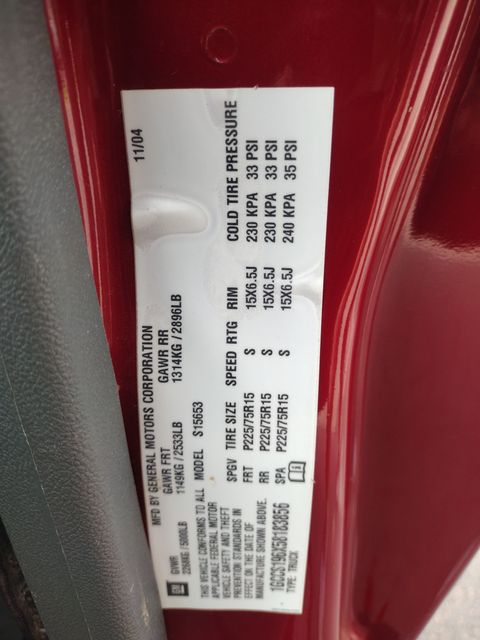 MFD BY GENERAL MOTORS CORPORATION 11/04
GM
GVWR GAWR FRT GAWR RR
2268KG / 5000LB 1149KG / 2533LB 1314KG / 2896LB
THIS VEHICLE CONFORMS TO ALL
VEHICLE SAFETY AND THEFT
PREVENTION STANDARDS IN
EFFECT ON THE DATE OF
MANUFACTURE SHOWN ABOVE.
FEDERAL MOTOR
MODEL S15653
SPGV TIRE SIZE SPEED RTG RIM COLD TIRE PRESSURE
FRT P225/75R15 S 15X6.5J 230 KPA 33 PSI
RR P225/75R15 S 15X6.5J 230 KPA 33 PSI
SPA P225/75R15 S 15X6.5J 240 KPA 35 PSI
1GCCS196X58183856
TYPE: TRUCK